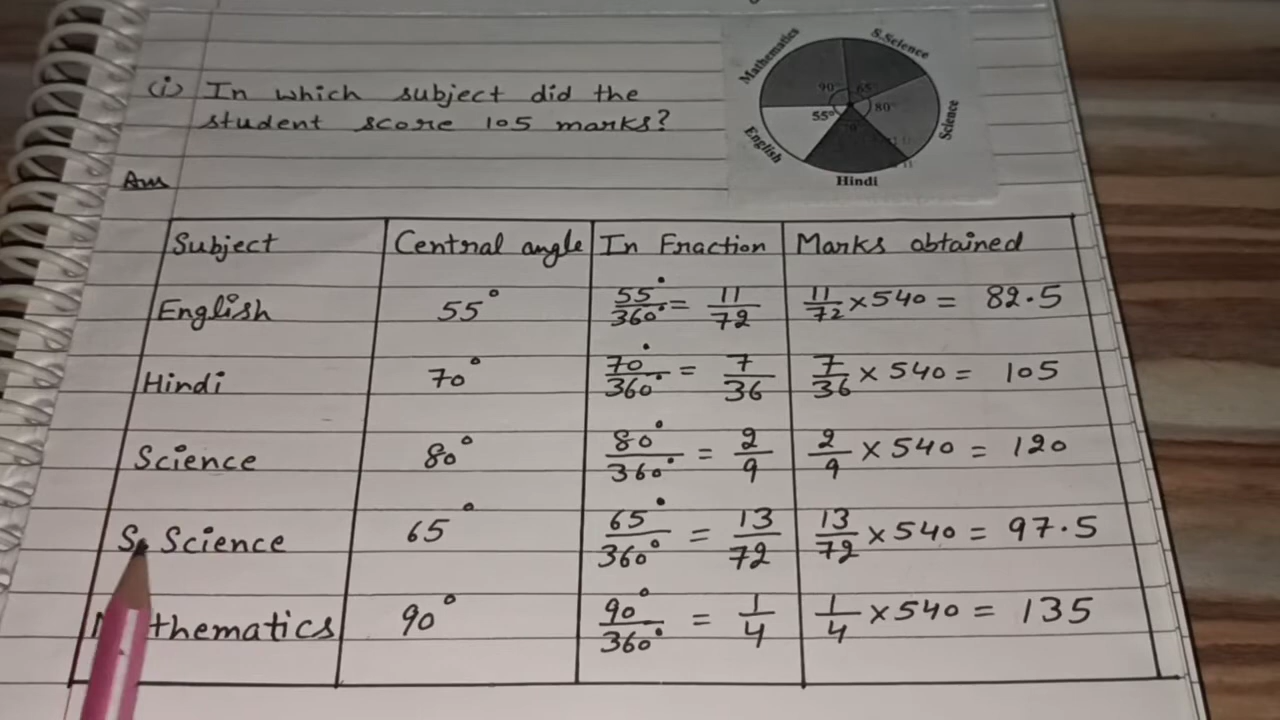 (i) In which subject did the
student score 105 marks?
Ans
Mathematics
S.Science
Science
Hindi
English
90°
65°
80°
55°
Subject Central angle In Fraction Marks obtained
English 55° 55°/360° = 11/72 11/72 × 540 = 82.5
Hindi 70° 70°/360° = 7/36 7/36 × 540 = 105
Science 80° 80°/360° = 2/9 2/9 × 540 = 120
S. Science 65° 65°/360° = 13/72 13/72 × 540 = 97.5
Mathematics 90° 90°/360° = 1/4 1/4 × 540 = 135